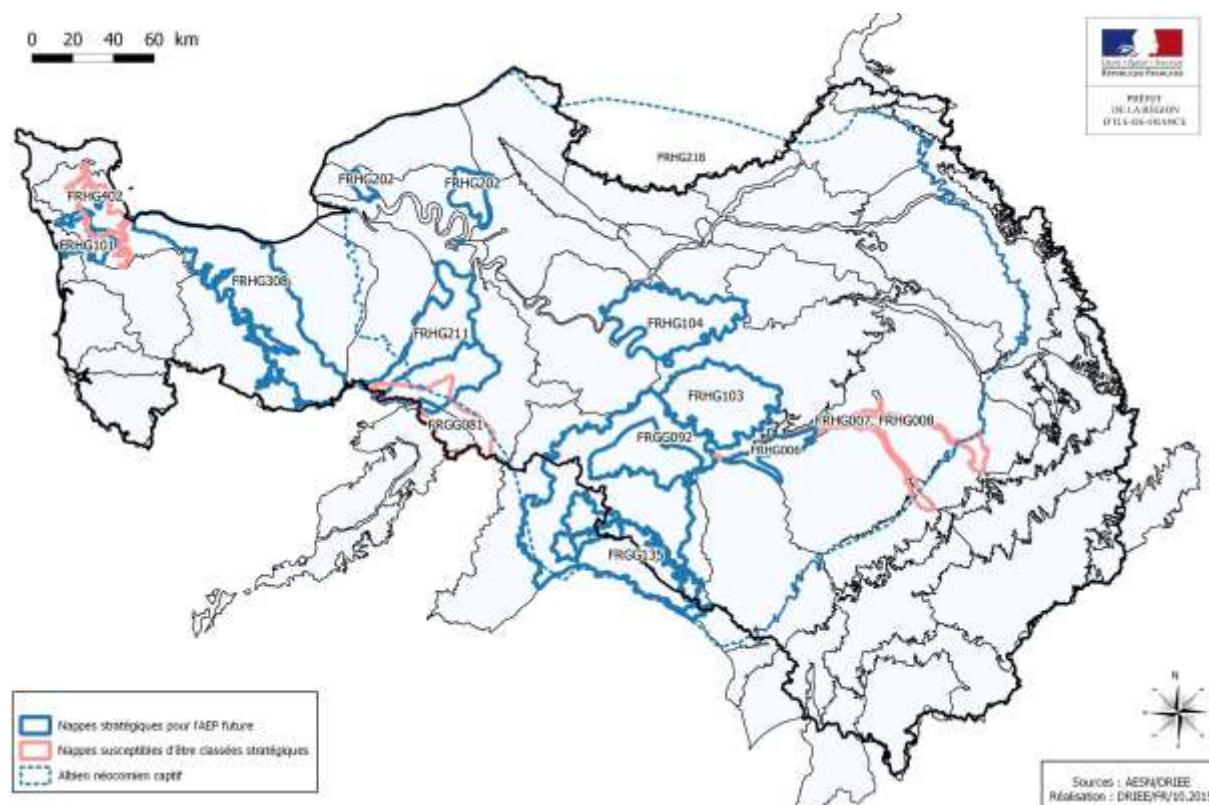 0 20 40 60 km
RÉPUBLIQUE FRANÇAISE
PRÉFET
DE LA RÉGION
D'ILE-DE-FRANCE
FRHG218
FRHG202
FRHG202
FRHG402
FRHG101
FRHG308
FRHG211
FRHG104
FRHG103
FRGG081
FRGG092
FRHG006
FRHG007, FRHG008
FRGG135
N
Nappes stratégiques pour l'AEP future
Nappes susceptibles d'être classées stratégiques
Albien néocomien captif
Sources : AESN/DRIEE
Réalisation : DRIEE/FR/10.2015